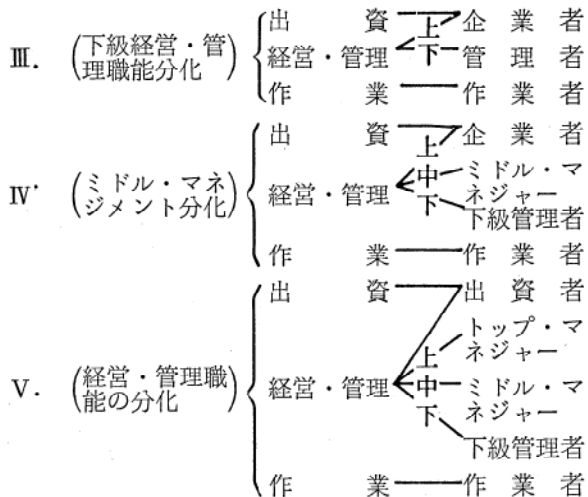 出資 上 企業者
Ⅲ. (下級経営・管理職能分化) 経営・管理 下 管理者
作業 作業者
出資 上 企業者
Ⅳ· (ミドル・マネジメント分化) 経営・管理 中 ミドル・マネジャー
下 下級管理者
作業 作業者
出資 出資者
上 トップ・マネジャー
Ⅴ. (経営・管理職能の分化) 経営・管理 中 ミドル・マネジャー
下 下級管理者
作業 作業者